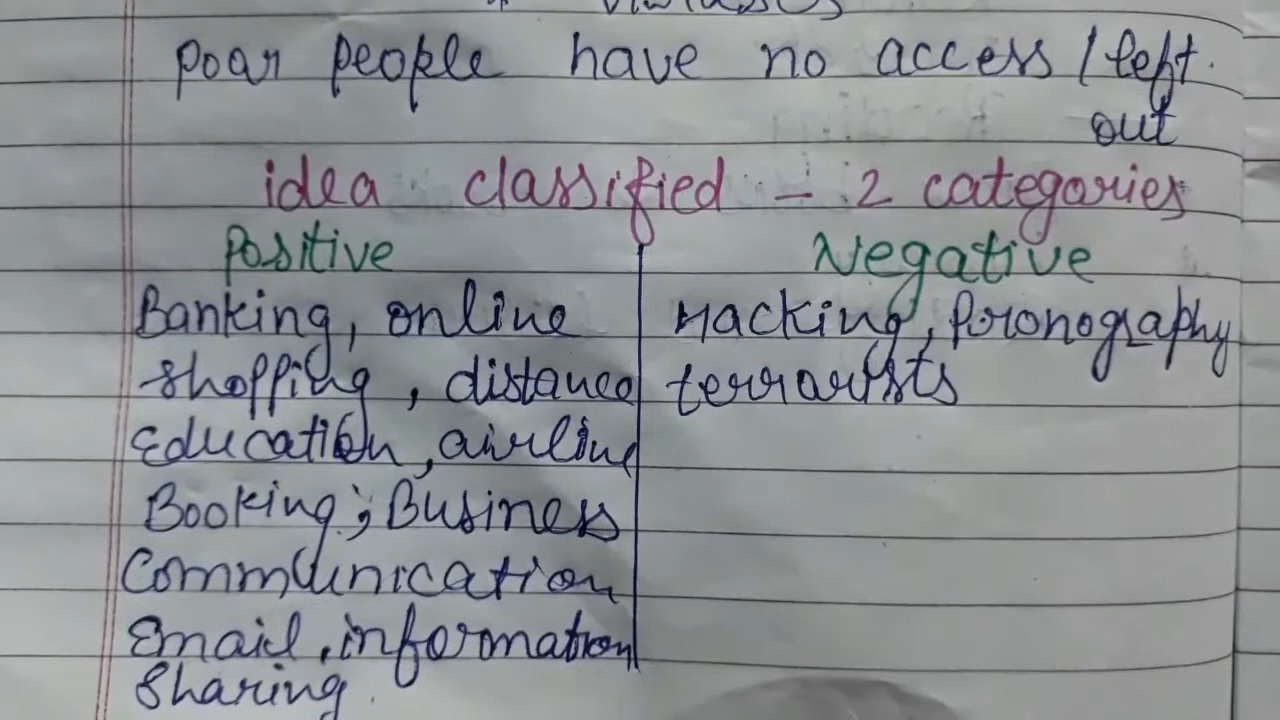 Poor people have no access / left.
out
idea classified - 2 categories
Positive
Negative
Banking, online
shopping, distance
Education, airline
Booking; Business
Communication
Email, information
Sharing.
Hacking, Poronography
terrarists